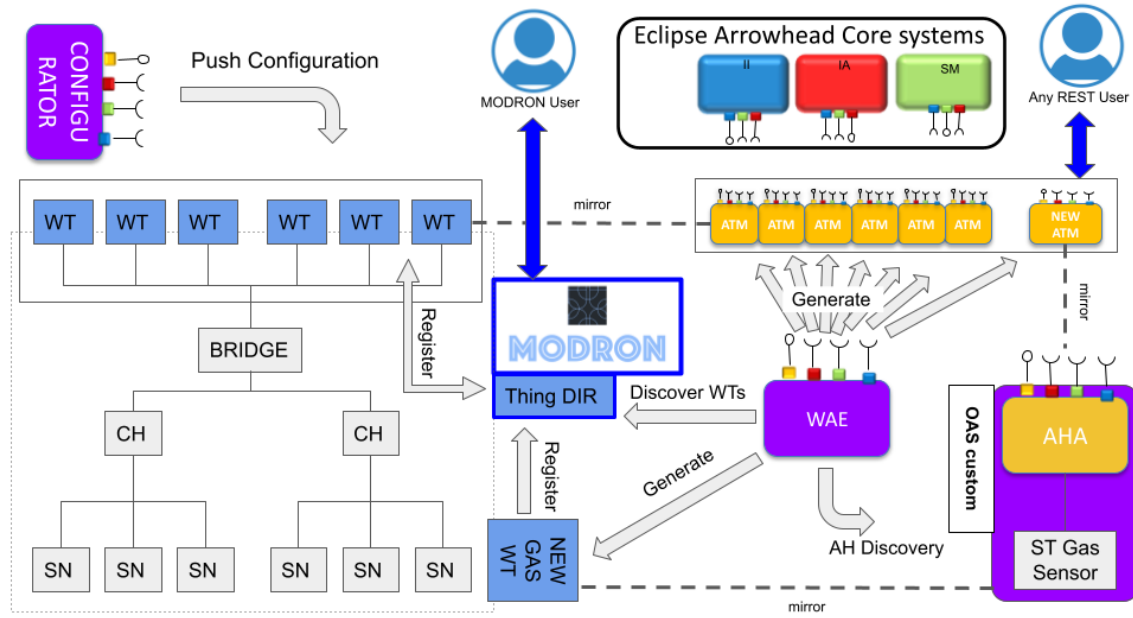 CONFIGU
RATOR
Push Configuration
MODRON User
Eclipse Arrowhead Core systems
II
IA
SM
Any REST User
WT
WT
WT
WT
WT
WT
mirror
ATM
ATM
ATM
ATM
ATM
ATM
NEW
ATM
Generate
mirror
Register
BRIDGE
MODRON
Thing DIR
Discover WTs
WAE
OAS custom
AHA
CH
CH
Register
Generate
AH Discovery
SN
SN
SN
SN
SN
SN
NEW
GAS
WT
ST Gas
Sensor
mirror